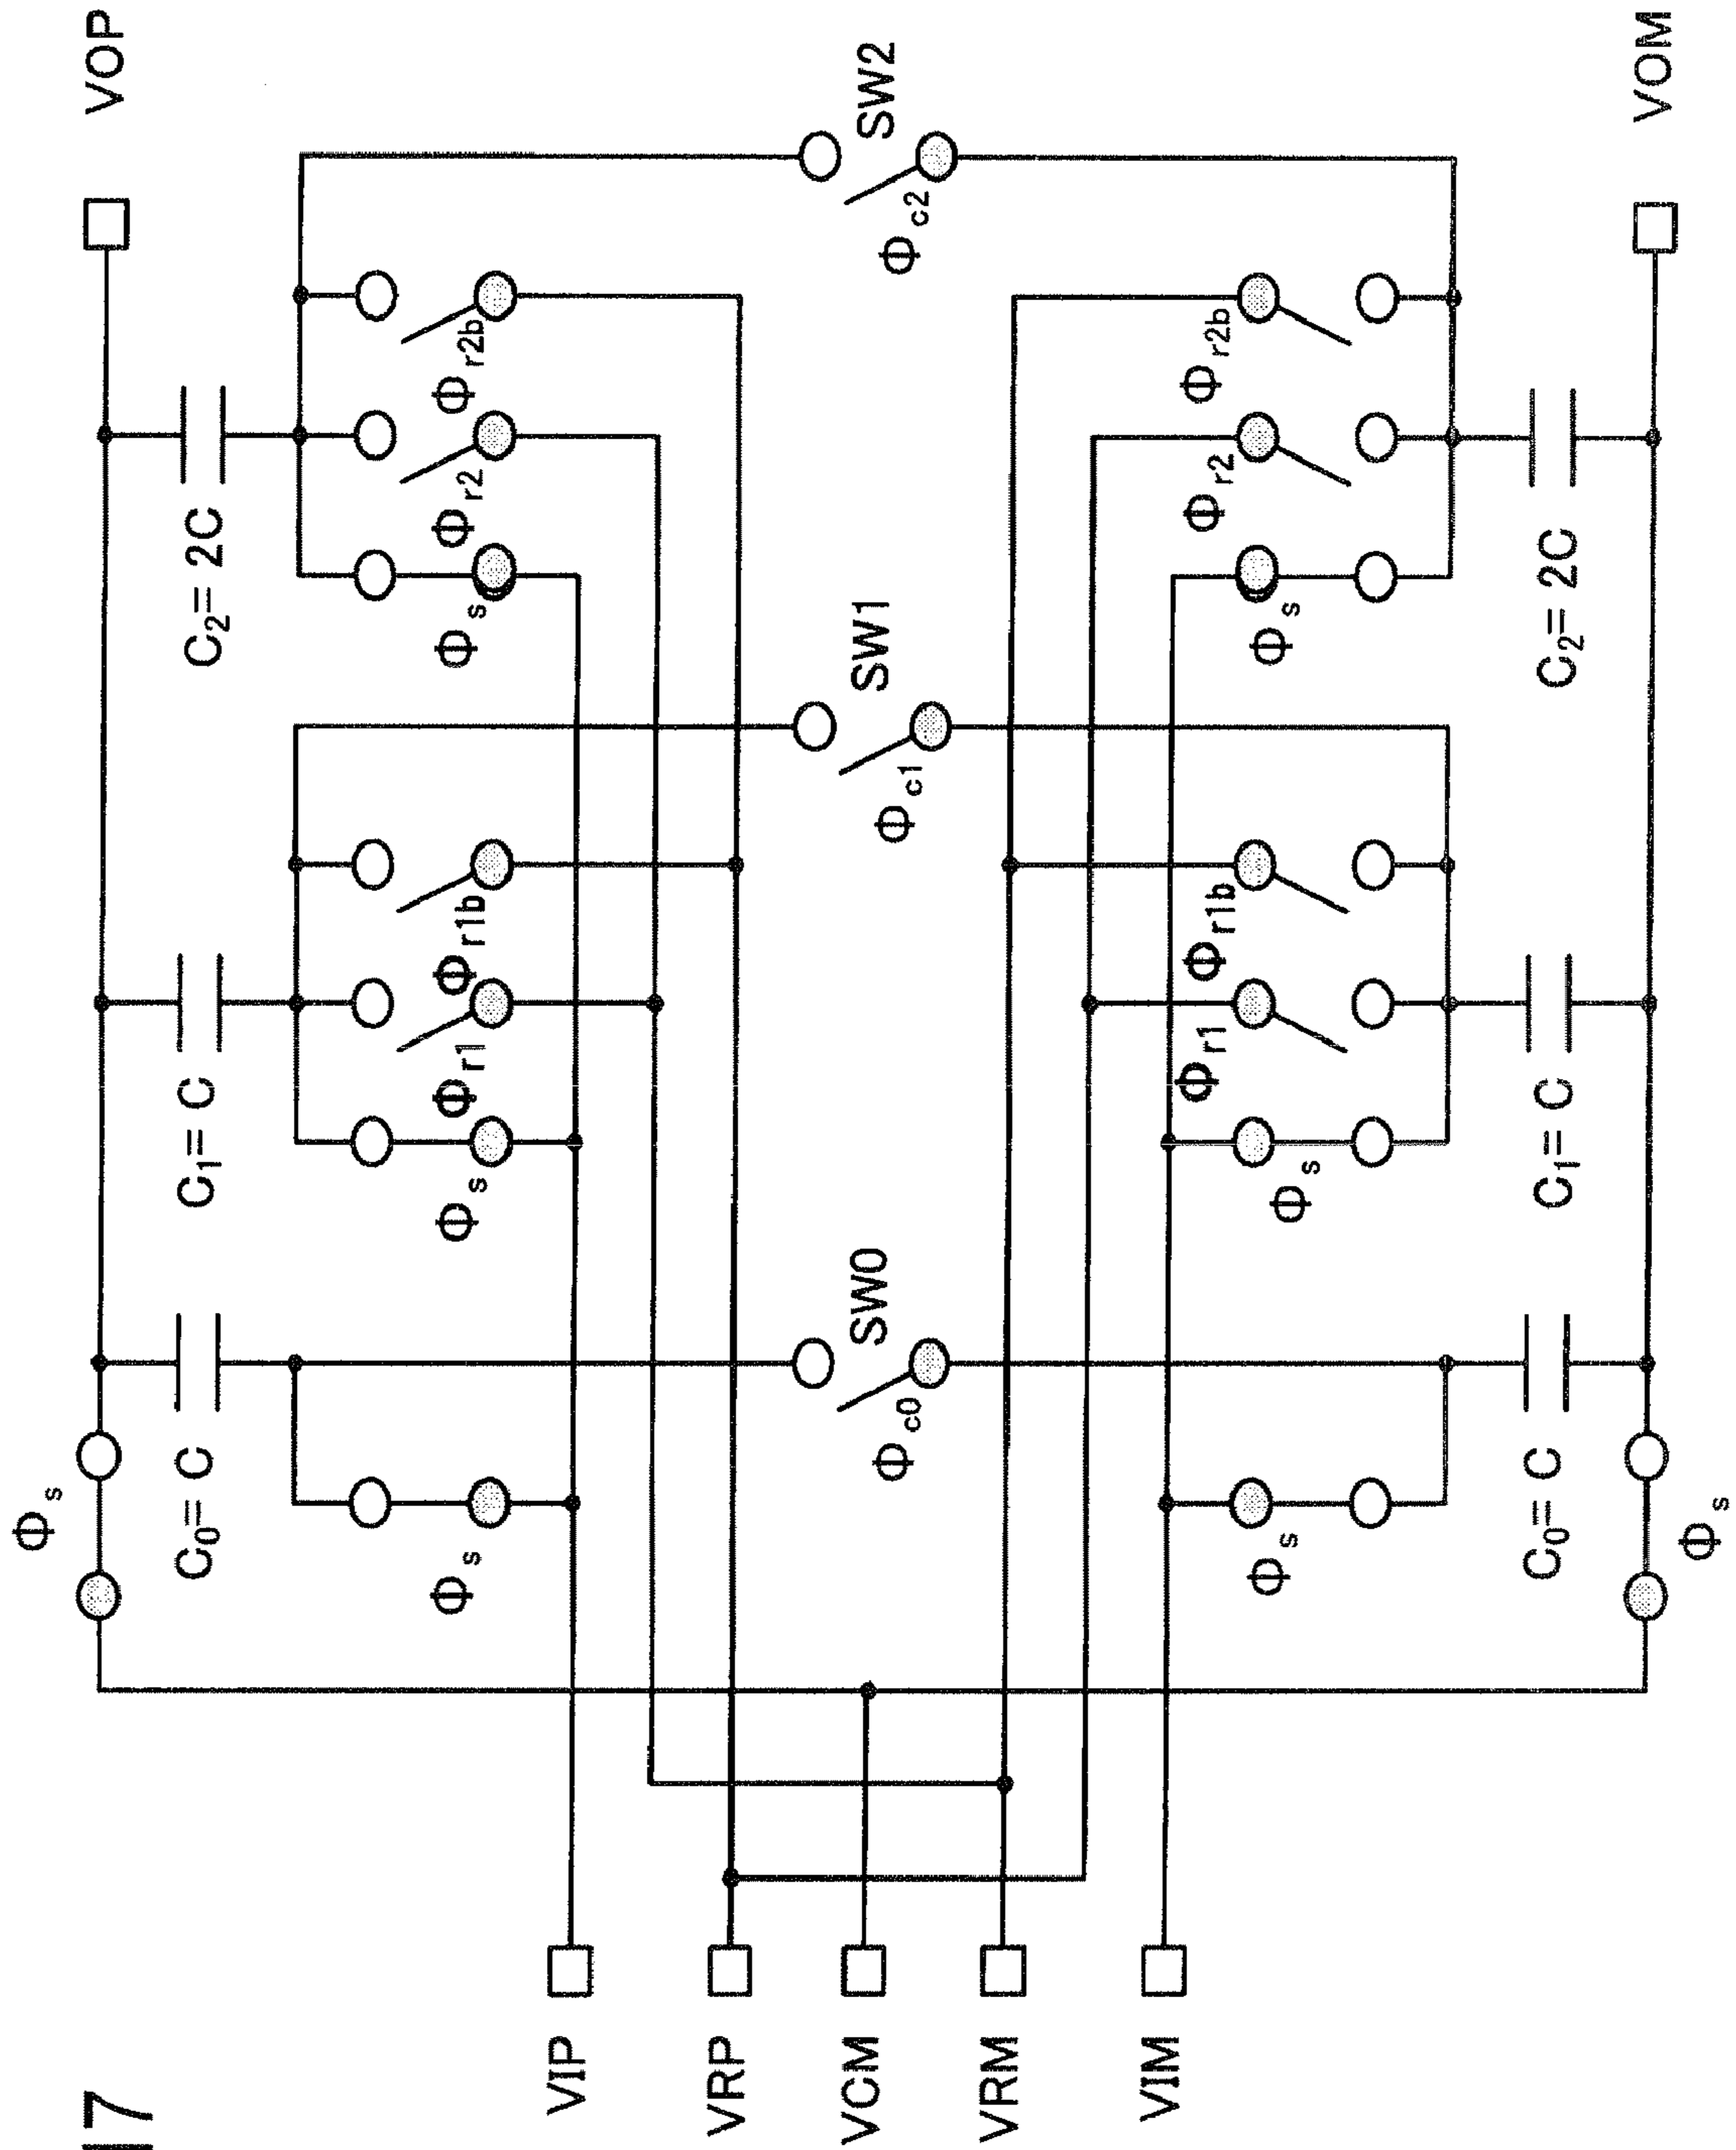 17
VIP
VRP
VCM
VRM
VIM
Φs
C0= C
Φs
Φc0
SW0
Φs
C0= C
Φs
C1= C
Φs
Φr1
Φr1b
Φc1
SW1
Φs
Φr1
Φr1b
C1= C
C2= 2C
Φs
Φr2
Φr2b
Φc2
SW2
Φs
Φr2
Φr2b
C2= 2C
VOP
VOM